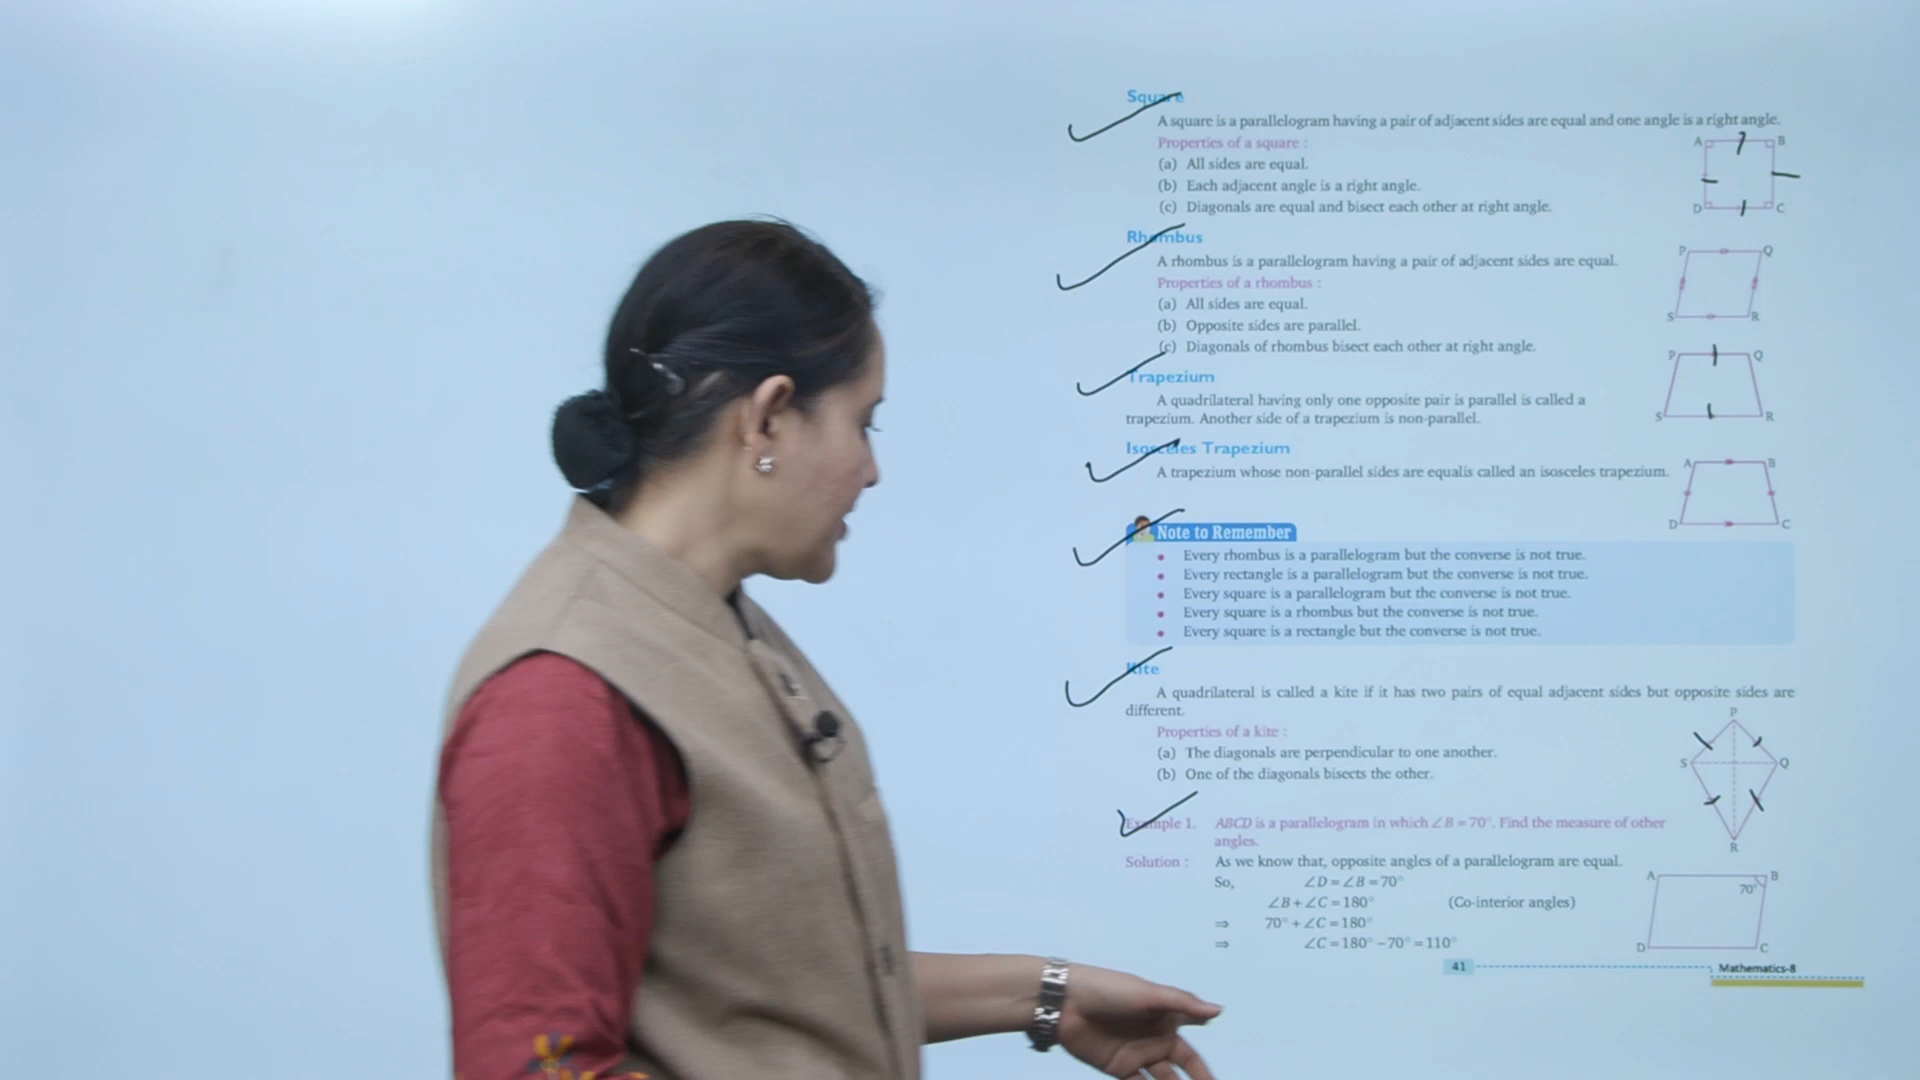 Square
A square is a parallelogram having a pair of adjacent sides are equal and one angle is a right angle.
Properties of a square :
(a) All sides are equal.
(b) Each adjacent angle is a right angle.
(c) Diagonals are equal and bisect each other at right angle.
A B
D C
Rhombus
A rhombus is a parallelogram having a pair of adjacent sides are equal.
Properties of a rhombus :
(a) All sides are equal.
(b) Opposite sides are parallel.
(c) Diagonals of rhombus bisect each other at right angle.
P Q
S R
Trapezium
A quadrilateral having only one opposite pair is parallel is called a
trapezium. Another side of a trapezium is non-parallel.
P Q
S R
Isosceles Trapezium
A trapezium whose non-parallel sides are equalis called an isosceles trapezium.
A B
D C
Note to Remember
• Every rhombus is a parallelogram but the converse is not true.
• Every rectangle is a parallelogram but the converse is not true.
• Every square is a parallelogram but the converse is not true.
• Every square is a rhombus but the converse is not true.
• Every square is a rectangle but the converse is not true.
Kite
A quadrilateral is called a kite if it has two pairs of equal adjacent sides but opposite sides are
different.
Properties of a kite :
(a) The diagonals are perpendicular to one another.
(b) One of the diagonals bisects the other.
P
S Q
R
Example 1. ABCD is a parallelogram in which ∠B = 70°. Find the measure of other
angles.
Solution : As we know that, opposite angles of a parallelogram are equal.
So, ∠D = ∠B = 70°
∠B + ∠C = 180° (Co-interior angles)
⇒ 70° + ∠C = 180°
⇒ ∠C = 180° – 70° = 110°
A B
70°
D C
41
Mathematics-8